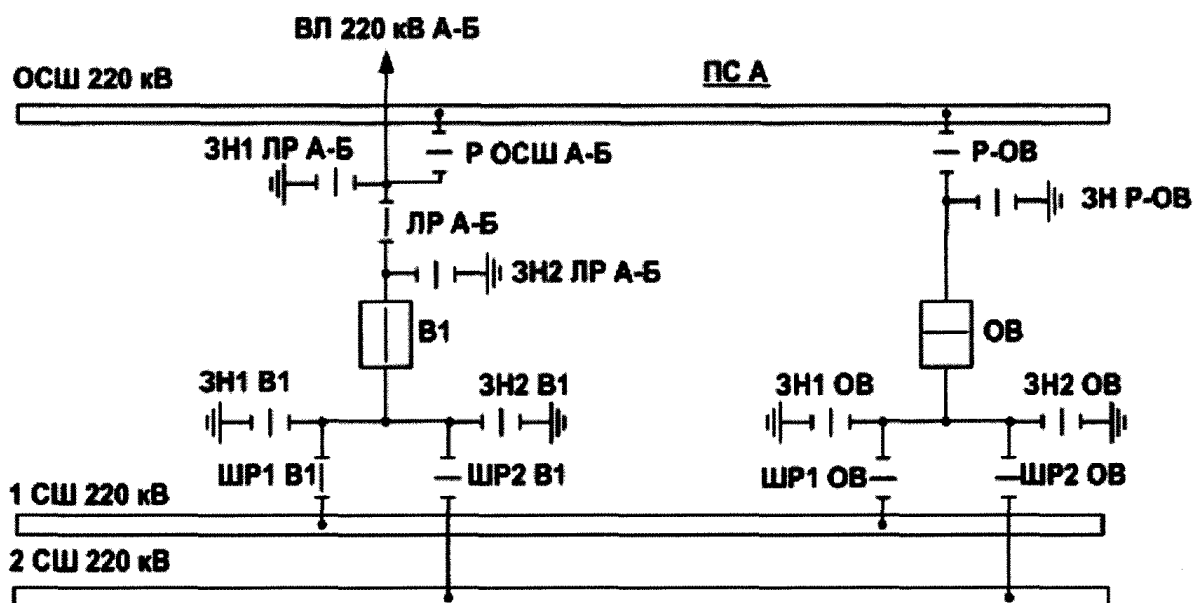 ВЛ 220 кВ А-Б
ОСШ 220 кВ
ПС А
ЗН1 ЛР А-Б
Р ОСШ А-Б
Р-ОВ
ЗН Р-ОВ
ЛР А-Б
ЗН2 ЛР А-Б
В1
ОВ
ЗН1 В1
ЗН2 В1
ЗН1 ОВ
ЗН2 ОВ
ШР1 В1
ШР2 В1
ШР1 ОВ
ШР2 ОВ
1 СШ 220 кВ
2 СШ 220 кВ